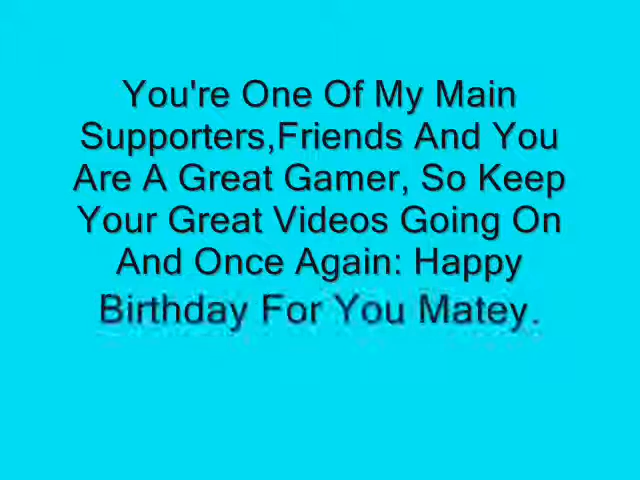 You're One Of My Main
Supporters,Friends And You
Are A Great Gamer, So Keep
Your Great Videos Going On
And Once Again: Happy
Birthday For You Matey.